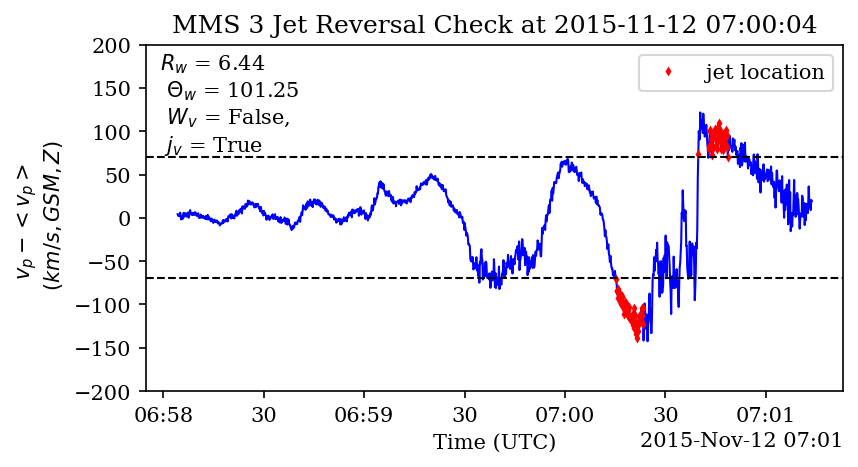 MMS 3 Jet Reversal Check at 2015-11-12 07:00:04
R_w = 6.44
Θ_w = 101.25
W_v = False,
j_v = True
jet location
200
150
100
50
0
−50
−100
−150
−200
v_p − < v_p >
(km/s, GSM, Z)
06:58 30 06:59 30 07:00 30 07:01
Time (UTC)
2015-Nov-12 07:01